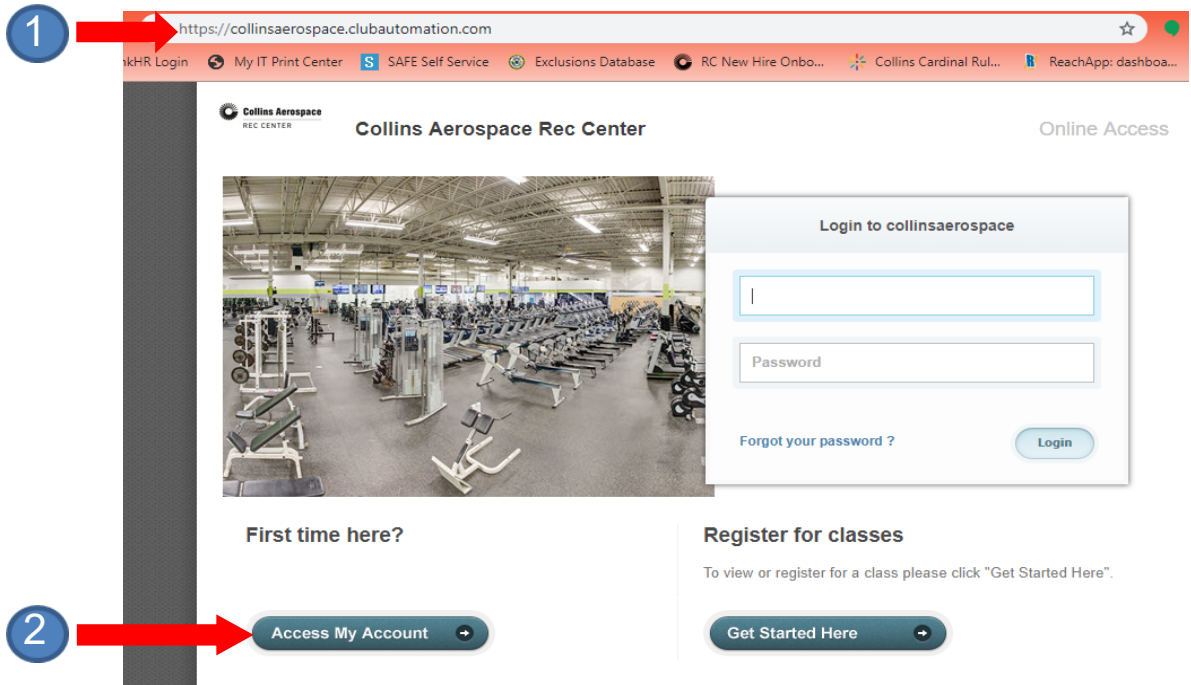 1
https://collinsaerospace.clubautomation.com
nkHR Login My IT Print Center S SAFE Self Service Exclusions Database RC New Hire Onbo... Collins Cardinal Rul... R ReachApp: dashboa...
Collins Aerospace
REC CENTER
Collins Aerospace Rec Center
Online Access
Login to collinsaerospace
Password
Forgot your password ?
Login
First time here?
Register for classes
To view or register for a class please click "Get Started Here".
2
Access My Account
Get Started Here